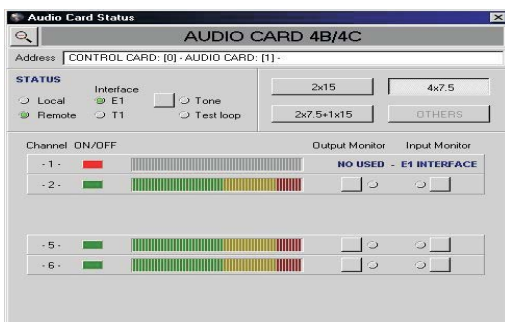 Audio Card Status
AUDIO CARD 4B/4C
Address CONTROL CARD: [0] - AUDIO CARD: [1] -
STATUS
Interface
Local E1 Tone
Remote T1 Test loop
2x15 4x7.5
2x7.5+1x15 OTHERS
Channel ON/OFF Output Monitor Input Monitor
- 1 - NO USED - E1 INTERFACE
- 2 -
- 5 -
- 6 -